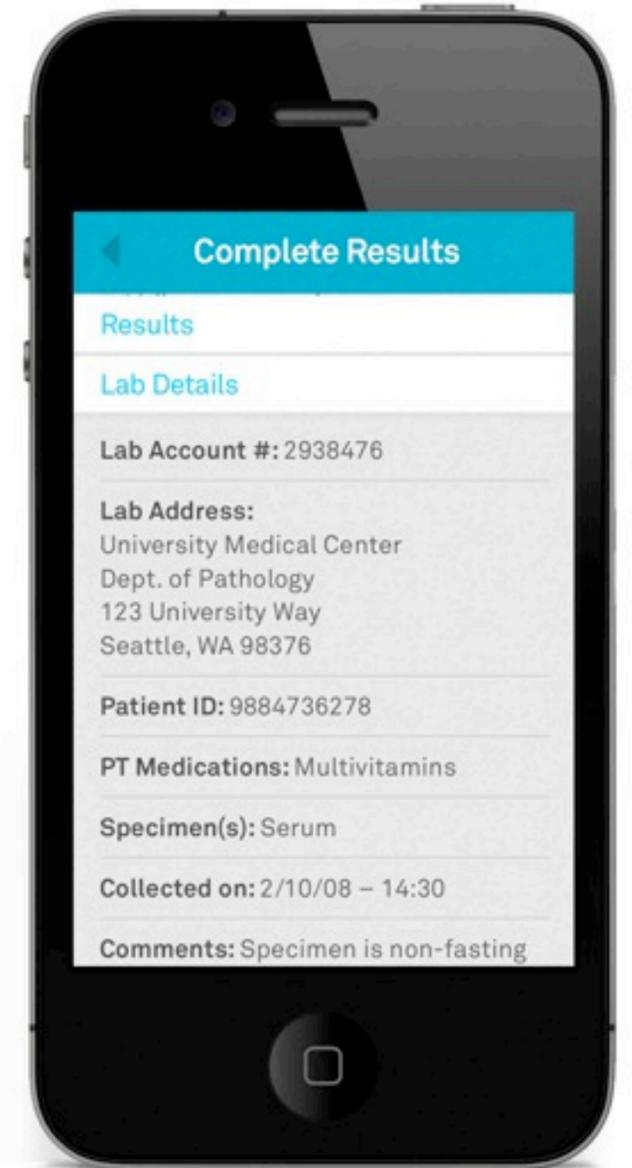 Complete Results
Results
Lab Details
Lab Account #: 2938476
Lab Address:
University Medical Center
Dept. of Pathology
123 University Way
Seattle, WA 98376
Patient ID: 9884736278
PT Medications: Multivitamins
Specimen(s): Serum
Collected on: 2/10/08 – 14:30
Comments: Specimen is non-fasting